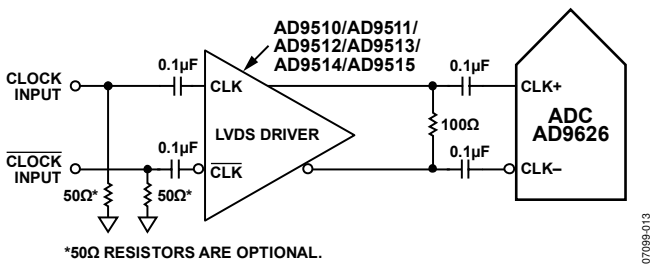 AD9510/AD9511/
AD9512/AD9513/
AD9514/AD9515
CLOCK
INPUT
0.1µF
CLK
LVDS DRIVER
0.1µF
CLK+
ADC
AD9626
100Ω
CLOCK
INPUT
0.1µF
CLK
0.1µF
CLK–
50Ω*
50Ω*
*50Ω RESISTORS ARE OPTIONAL.
07099-013